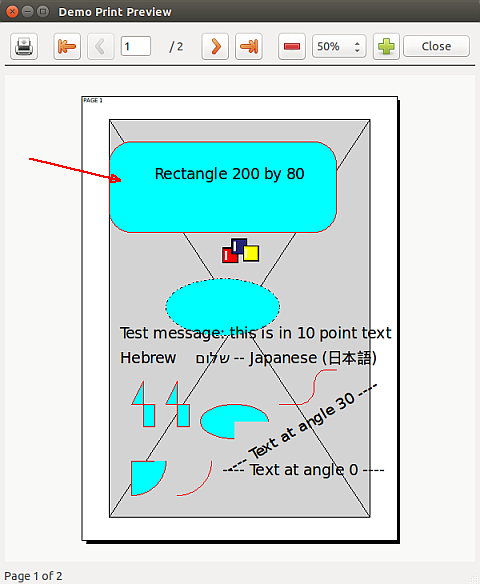 Demo Print Preview
1 / 2 50% Close
PAGE 1
Rectangle 200 by 80
Test message: this is in 10 point text
Hebrew שלום -- Japanese (日本語)
---- Text at angle 30 ----
---- Text at angle 0 ----
Page 1 of 2